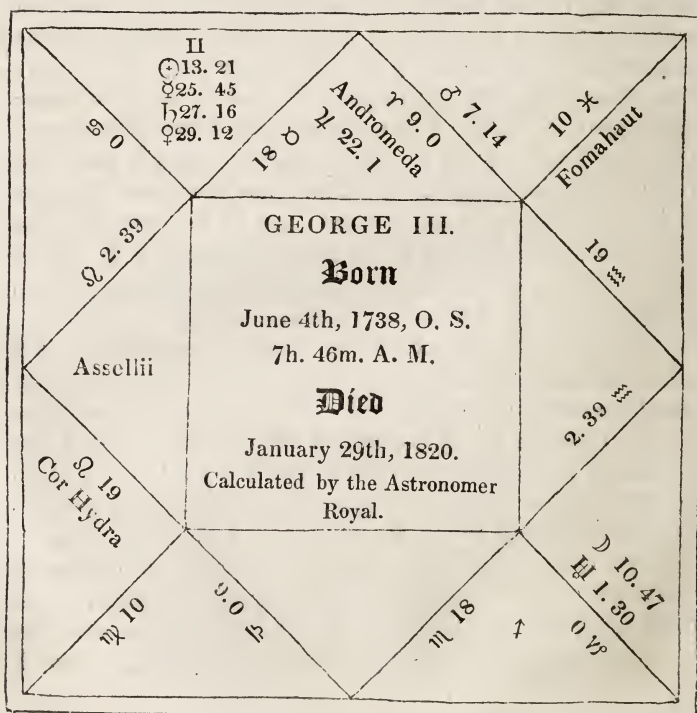 ♊
☉13. 21
☿25. 45
♄27. 16
♀29. 12
18 ♉
Andromeda
♃ 22. 1
♈ 9. 0
♂ 7. 14
10 ♓
Fomahaut
♋ 0
♌ 2. 39
19 ♒
Assellii
2. 39 ♒
GEORGE III.
Born
June 4th, 1738, O. S.
7h. 46m. A. M.
Died
January 29th, 1820.
Calculated by the Astronomer
Royal.
♌ 19
Cor Hydra
♍ 10
9. 0 ♎
♏ 18
♐
0 ♑
☽ 10. 47
♅ 1. 30